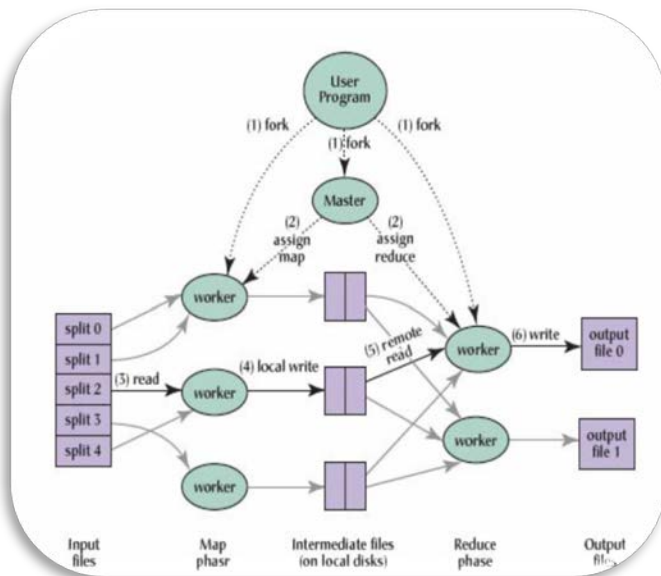 User
Program
(1) fork
(1) fork
(1) fork
Master
(2)
assign
map
(2)
assign
reduce
worker
split 0
split 1
split 2
split 3
split 4
(3) read
worker
(4) local write
(5) remote
read
worker
(6) write
output
file 0
worker
output
file 1
worker
Input
files
Map
phasr
Intermediate files
(on local disks)
Reduce
phase
Output
files